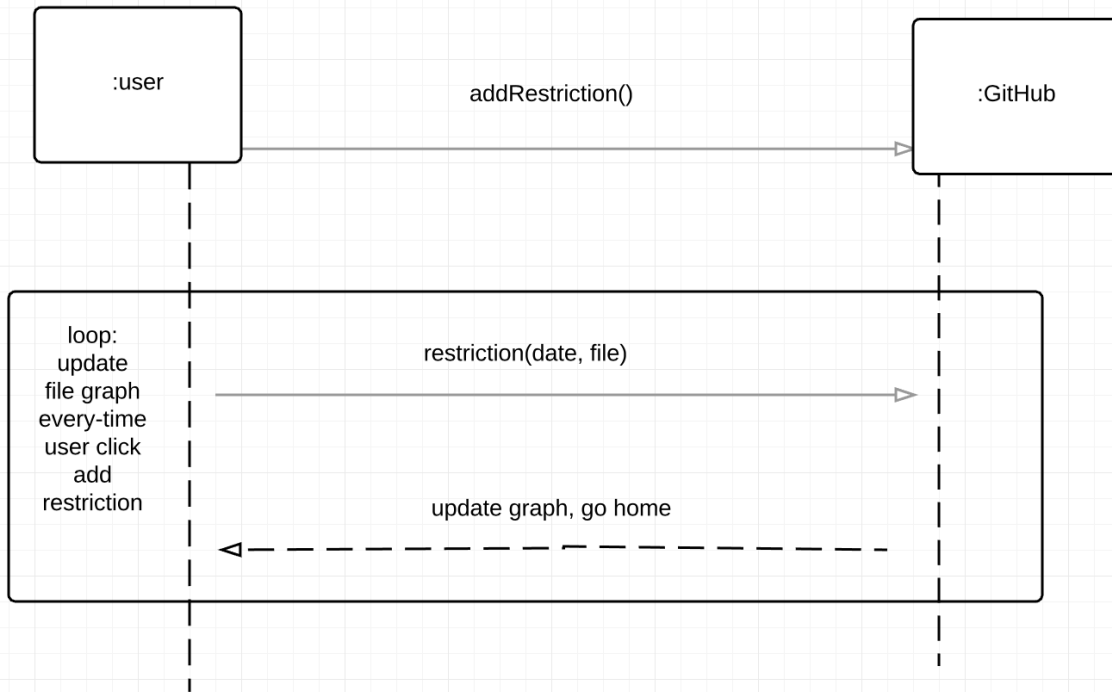 :user
addRestriction()
:GitHub
loop:
update
file graph
every-time
user click
add
restriction
restriction(date, file)
update graph, go home